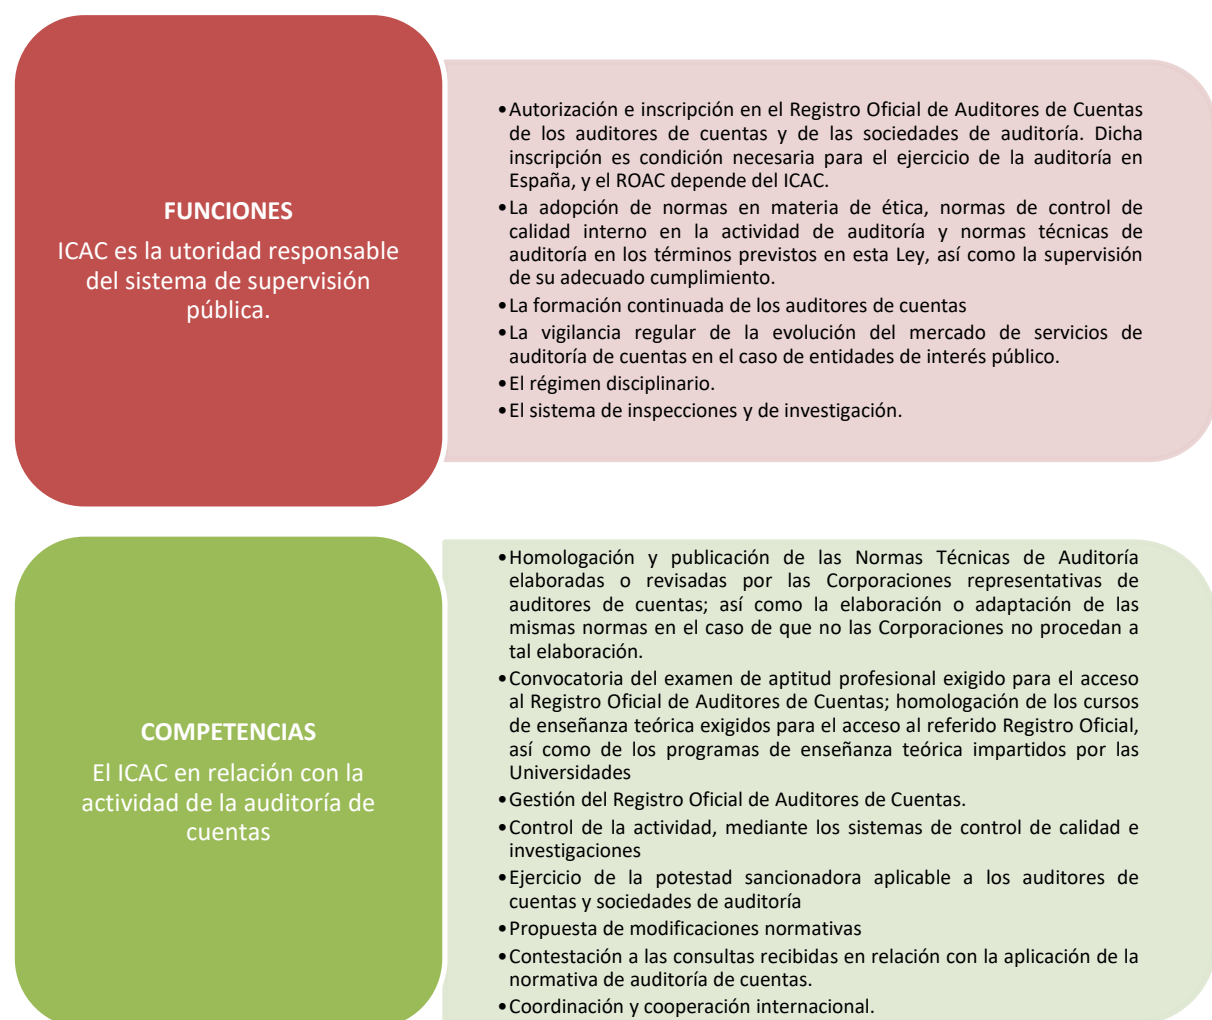 FUNCIONES
ICAC es la utoridad responsable
del sistema de supervisión
pública.
•Autorización e inscripción en el Registro Oficial de Auditores de Cuentas
de los auditores de cuentas y de las sociedades de auditoría. Dicha
inscripción es condición necesaria para el ejercicio de la auditoría en
España, y el ROAC depende del ICAC.
•La adopción de normas en materia de ética, normas de control de
calidad interno en la actividad de auditoría y normas técnicas de
auditoría en los términos previstos en esta Ley, así como la supervisión
de su adecuado cumplimiento.
•La formación continuada de los auditores de cuentas
•La vigilancia regular de la evolución del mercado de servicios de
auditoría de cuentas en el caso de entidades de interés público.
•El régimen disciplinario.
•El sistema de inspecciones y de investigación.
COMPETENCIAS
El ICAC en relación con la
actividad de la auditoría de
cuentas
•Homologación y publicación de las Normas Técnicas de Auditoría
elaboradas o revisadas por las Corporaciones representativas de
auditores de cuentas; así como la elaboración o adaptación de las
mismas normas en el caso de que no las Corporaciones no procedan a
tal elaboración.
•Convocatoria del examen de aptitud profesional exigido para el acceso
al Registro Oficial de Auditores de Cuentas; homologación de los cursos
de enseñanza teórica exigidos para el acceso al referido Registro Oficial,
así como de los programas de enseñanza teórica impartidos por las
Universidades
•Gestión del Registro Oficial de Auditores de Cuentas.
•Control de la actividad, mediante los sistemas de control de calidad e
investigaciones
•Ejercicio de la potestad sancionadora aplicable a los auditores de
cuentas y sociedades de auditoría
•Propuesta de modificaciones normativas
•Contestación a las consultas recibidas en relación con la aplicación de la
normativa de auditoría de cuentas.
•Coordinación y cooperación internacional.